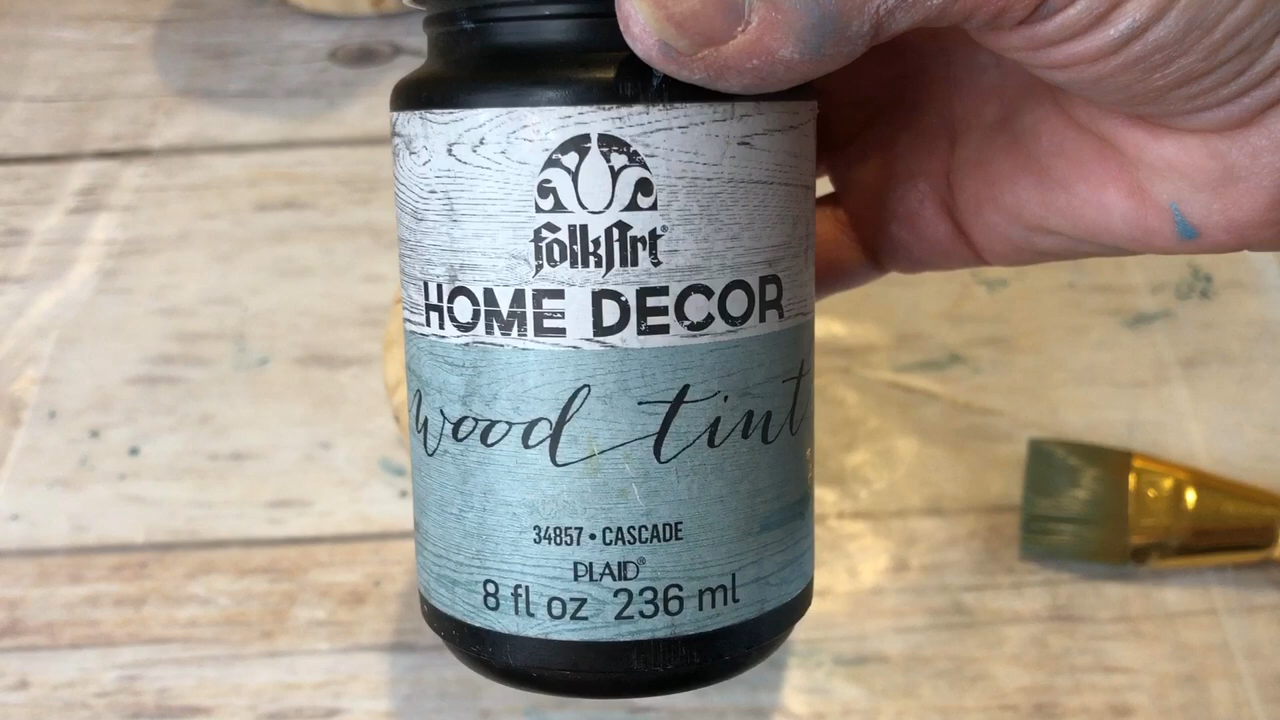 folkArt®
HOME DECOR
wood tint
34857 • CASCADE
PLAID®
8 fl oz 236 ml